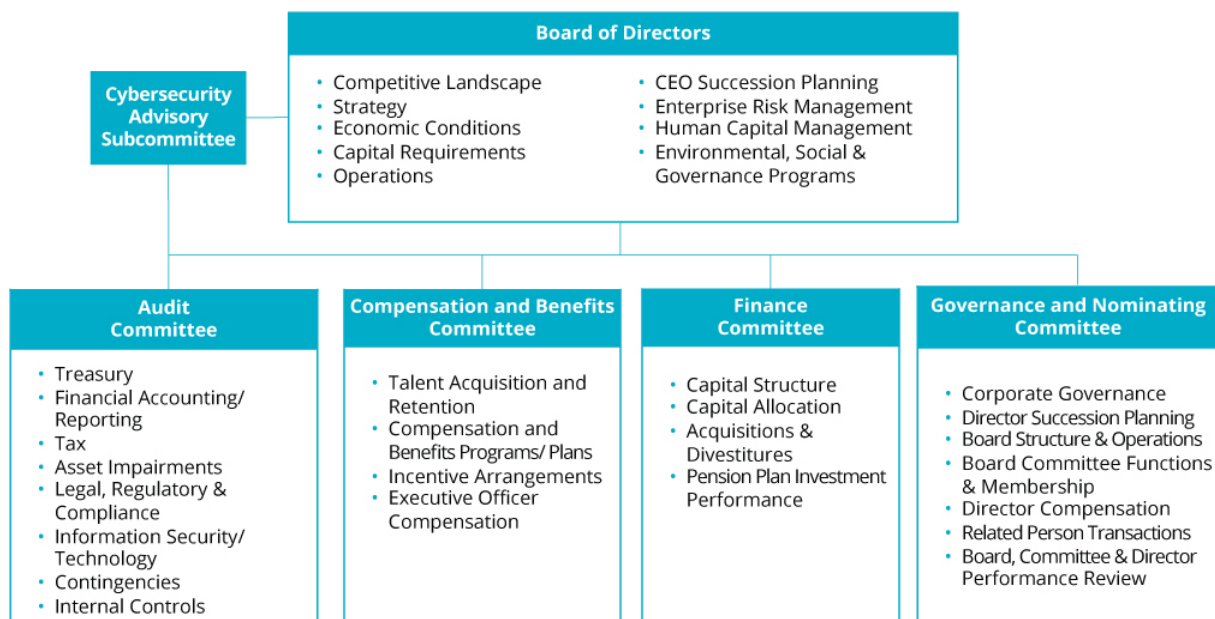 Board of Directors
• Competitive Landscape
• Strategy
• Economic Conditions
• Capital Requirements
• Operations
• CEO Succession Planning
• Enterprise Risk Management
• Human Capital Management
• Environmental, Social &
Governance Programs
Cybersecurity
Advisory
Subcommittee
Audit
Committee
• Treasury
• Financial Accounting/
Reporting
• Tax
• Asset Impairments
• Legal, Regulatory &
Compliance
• Information Security/
Technology
• Contingencies
• Internal Controls
Compensation and Benefits
Committee
• Talent Acquisition and
Retention
• Compensation and
Benefits Programs/ Plans
• Incentive Arrangements
• Executive Officer
Compensation
Finance
Committee
• Capital Structure
• Capital Allocation
• Acquisitions &
Divestitures
• Pension Plan Investment
Performance
Governance and Nominating
Committee
• Corporate Governance
• Director Succession Planning
• Board Structure & Operations
• Board Committee Functions
& Membership
• Director Compensation
• Related Person Transactions
• Board, Committee & Director
Performance Review